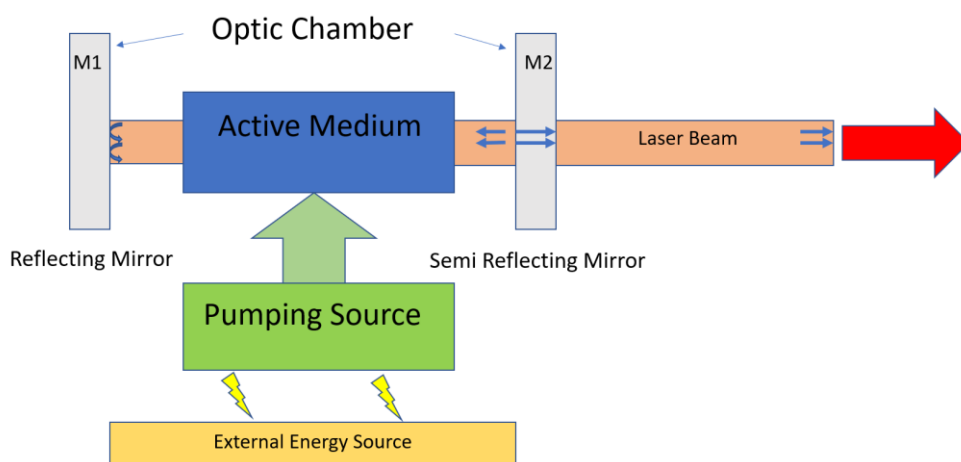 Optic Chamber
M1
M2
Active Medium
Laser Beam
Reflecting Mirror
Semi Reflecting Mirror
Pumping Source
External Energy Source